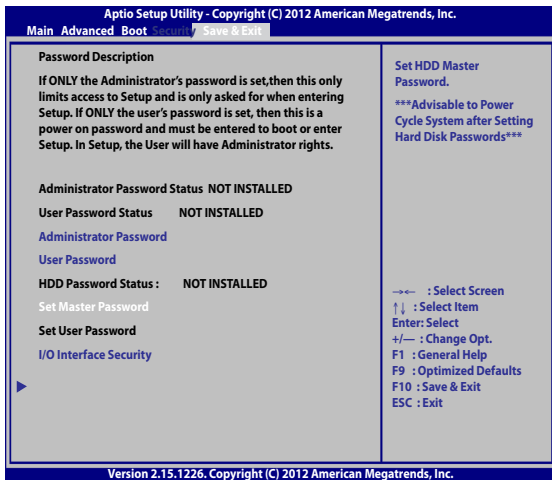 Aptio Setup Utility - Copyright (C) 2012 American Megatrends, Inc.
Main Advanced Boot Security Save & Exit
Password Description
If ONLY the Administrator's password is set,then this only
limits access to Setup and is only asked for when entering
Setup. If ONLY the user's password is set, then this is a
power on password and must be entered to boot or enter
Setup. In Setup, the User will have Administrator rights.
Administrator Password Status NOT INSTALLED
User Password Status NOT INSTALLED
Administrator Password
User Password
HDD Password Status : NOT INSTALLED
Set Master Password
Set User Password
I/O Interface Security
Set HDD Master
Password.
***Advisable to Power
Cycle System after Setting
Hard Disk Passwords***
→← : Select Screen
↑↓ : Select Item
Enter: Select
+/— : Change Opt.
F1 : General Help
F9 : Optimized Defaults
F10 : Save & Exit
ESC : Exit
Version 2.15.1226. Copyright (C) 2012 American Megatrends, Inc.